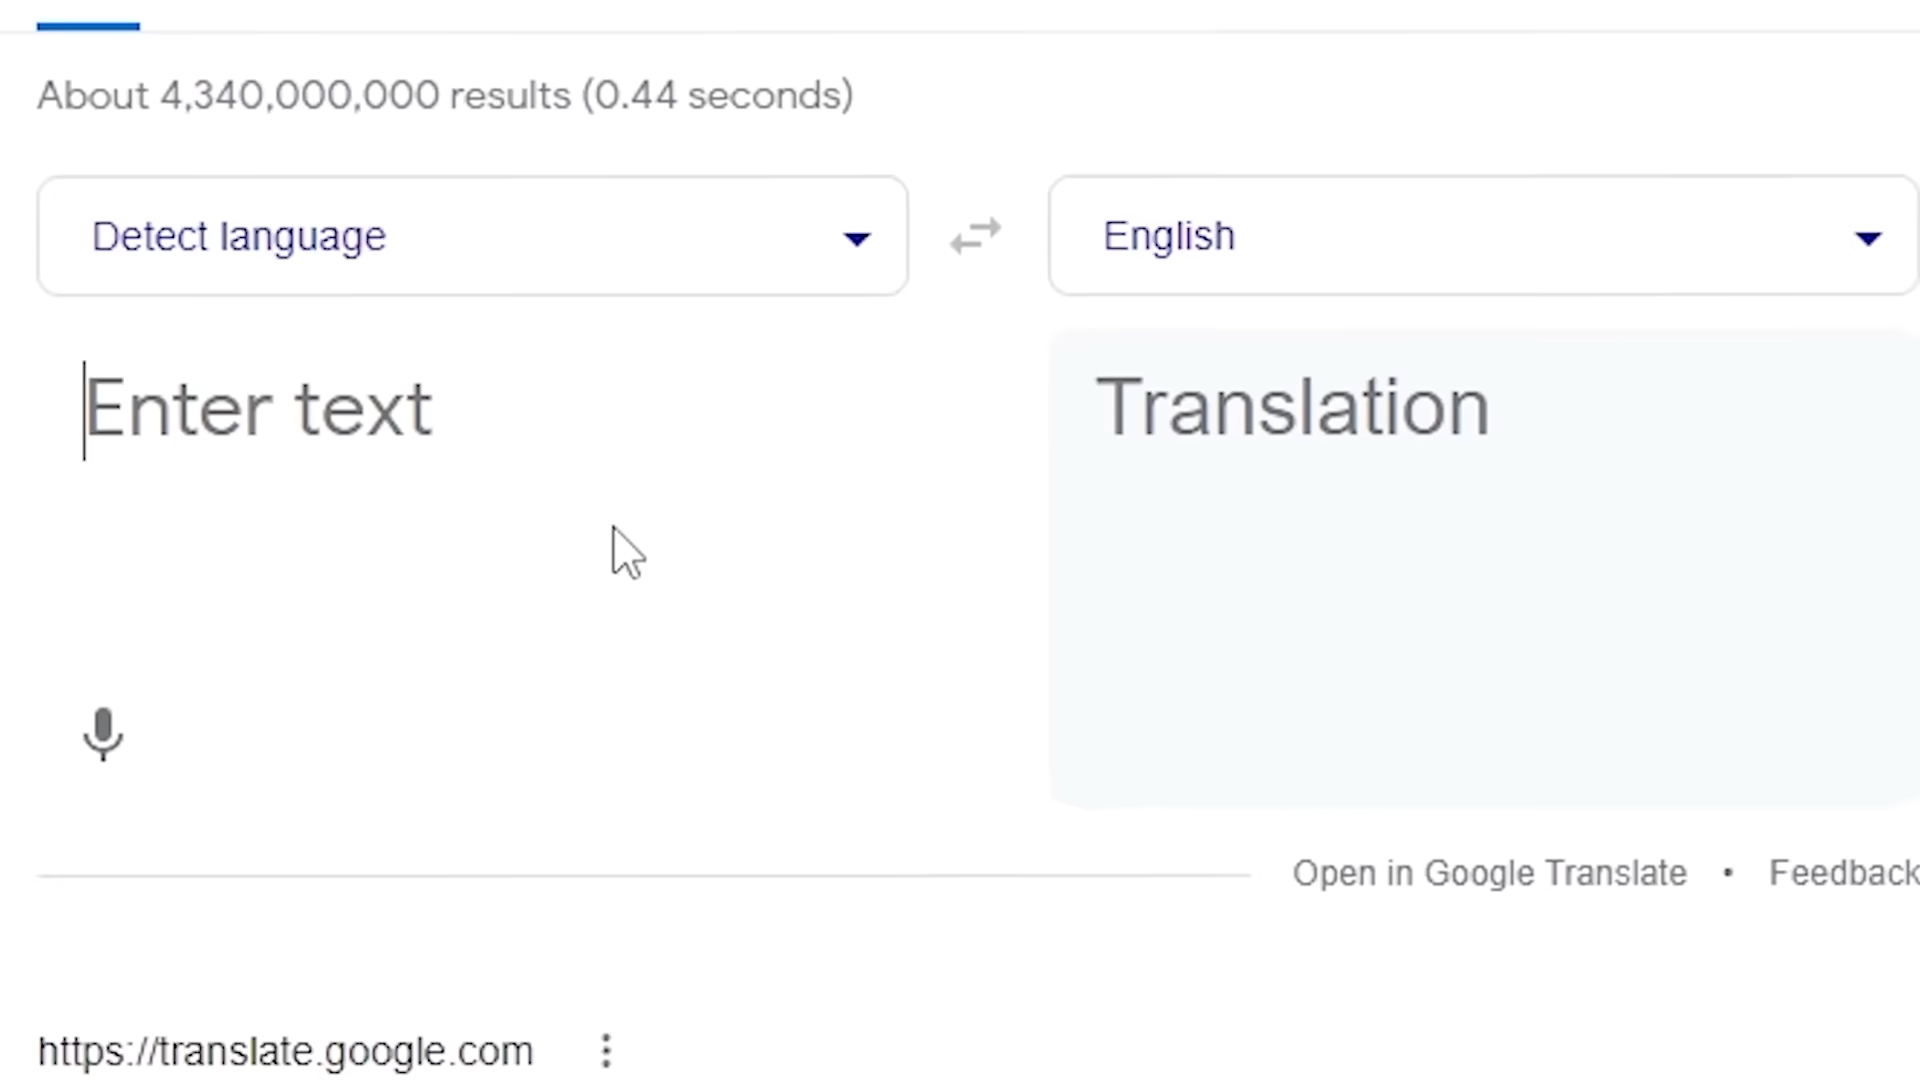 About 4,340,000,000 results (0.44 seconds)
Detect language
English
Enter text
Translation
Open in Google Translate • Feedback
https://translate.google.com